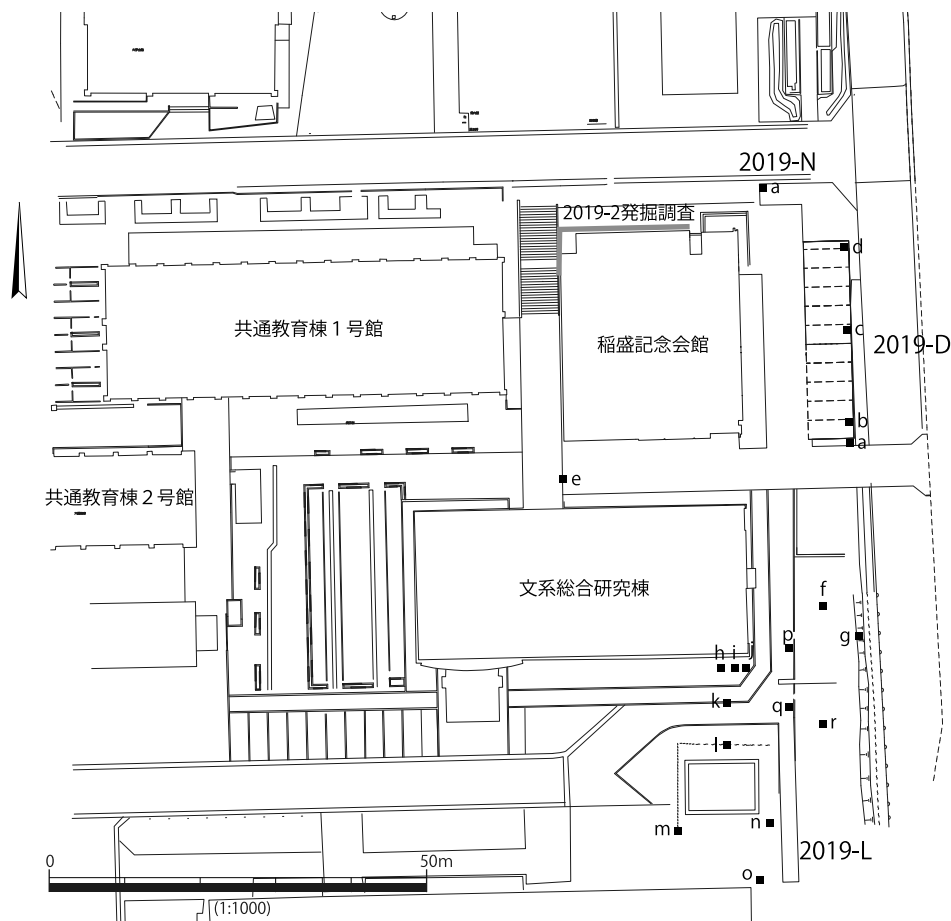 2019-N
a
2019-2発掘調査
d
共通教育棟1号館
稲盛記念会館
c
2019-D
b
a
共通教育棟2号館
e
文系総合研究棟
f
g
p
h i j
k
q
r
l
m
n
2019-L
o
0
50m
(1:1000)